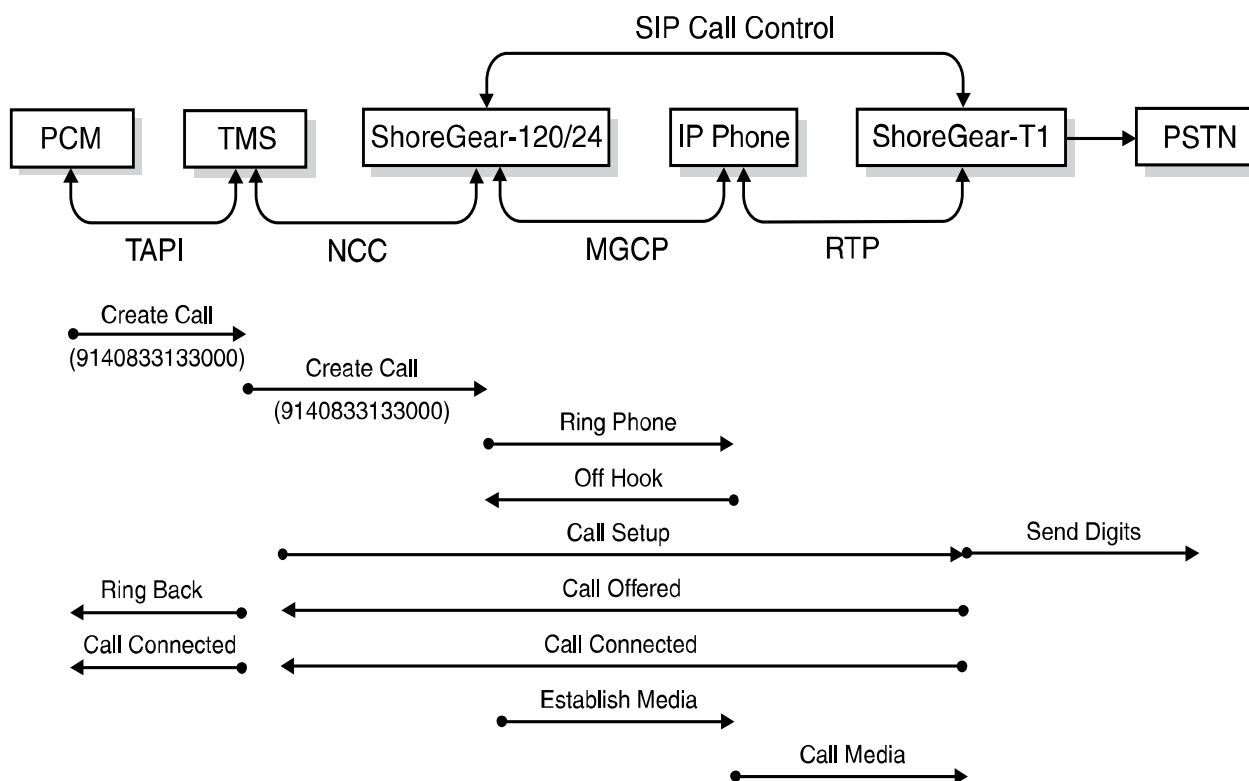 SIP Call Control
PCM
TMS
ShoreGear-120/24
IP Phone
ShoreGear-T1
PSTN
TAPI
NCC
MGCP
RTP
Create Call
(9140833133000)
Create Call
(9140833133000)
Ring Phone
Off Hook
Call Setup
Send Digits
Ring Back
Call Offered
Call Connected
Call Connected
Establish Media
Call Media